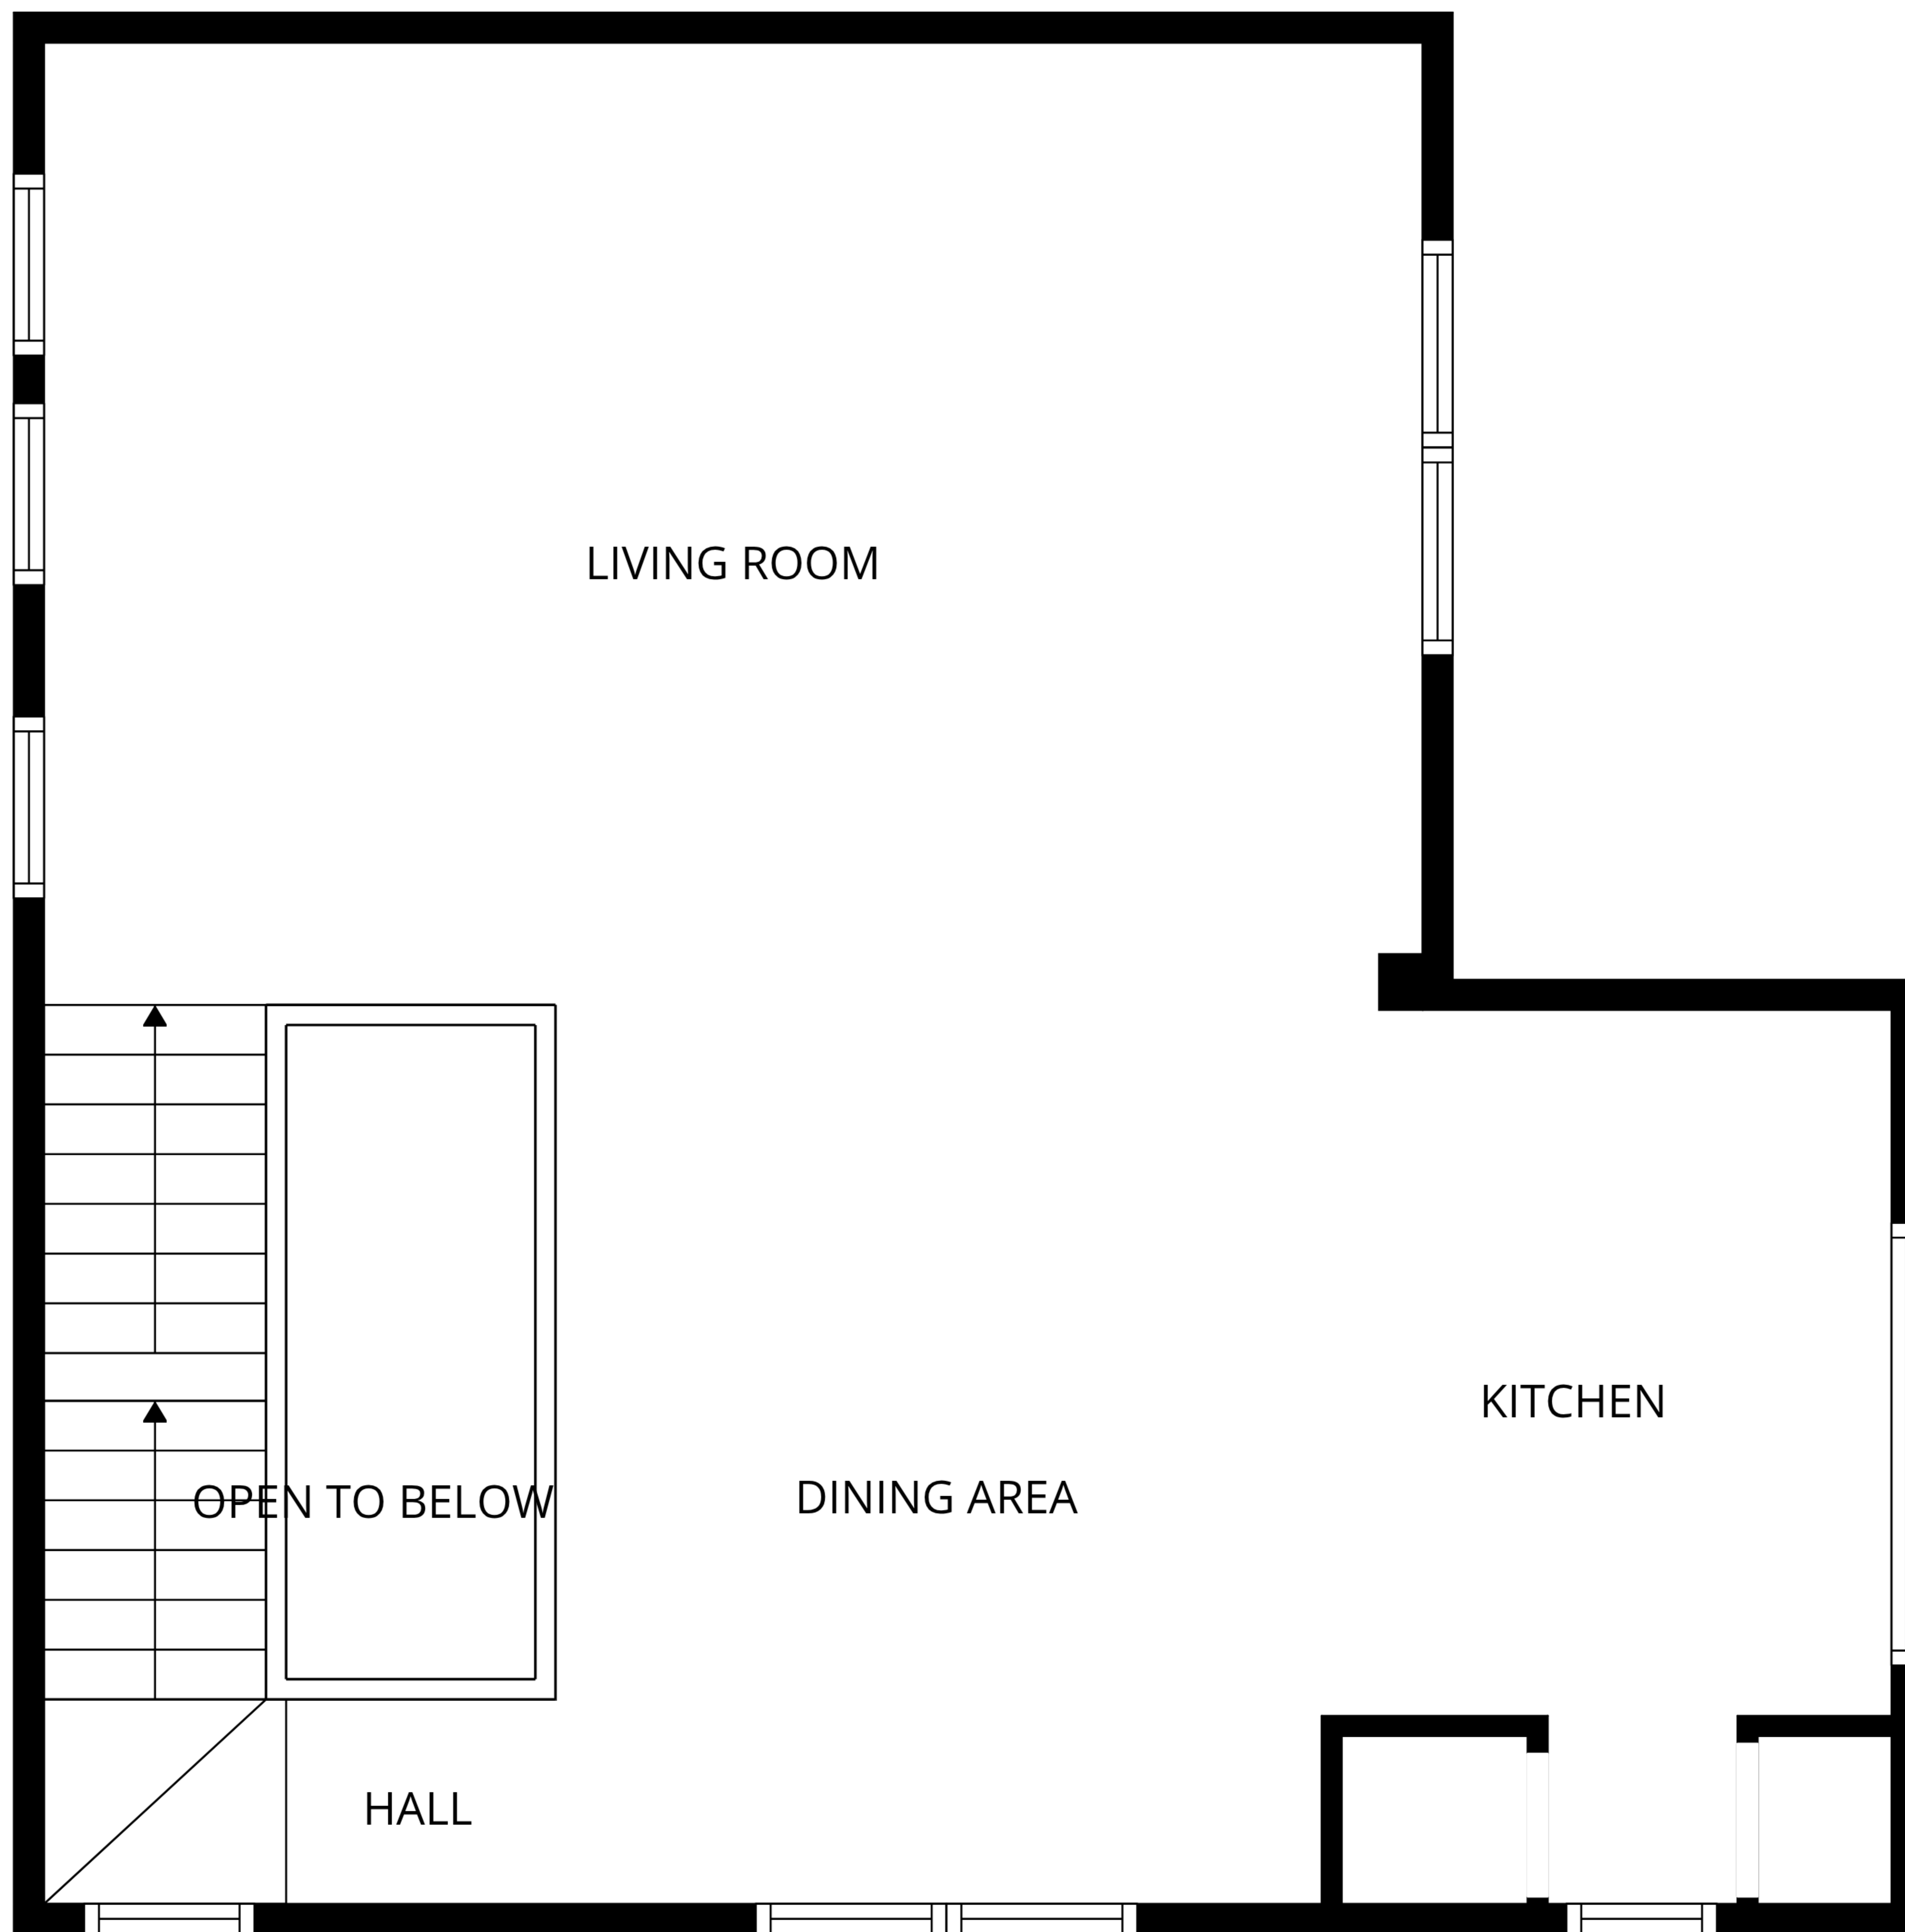 LIVING ROOM
KITCHEN
OPEN TO BELOW
DINING AREA
HALL